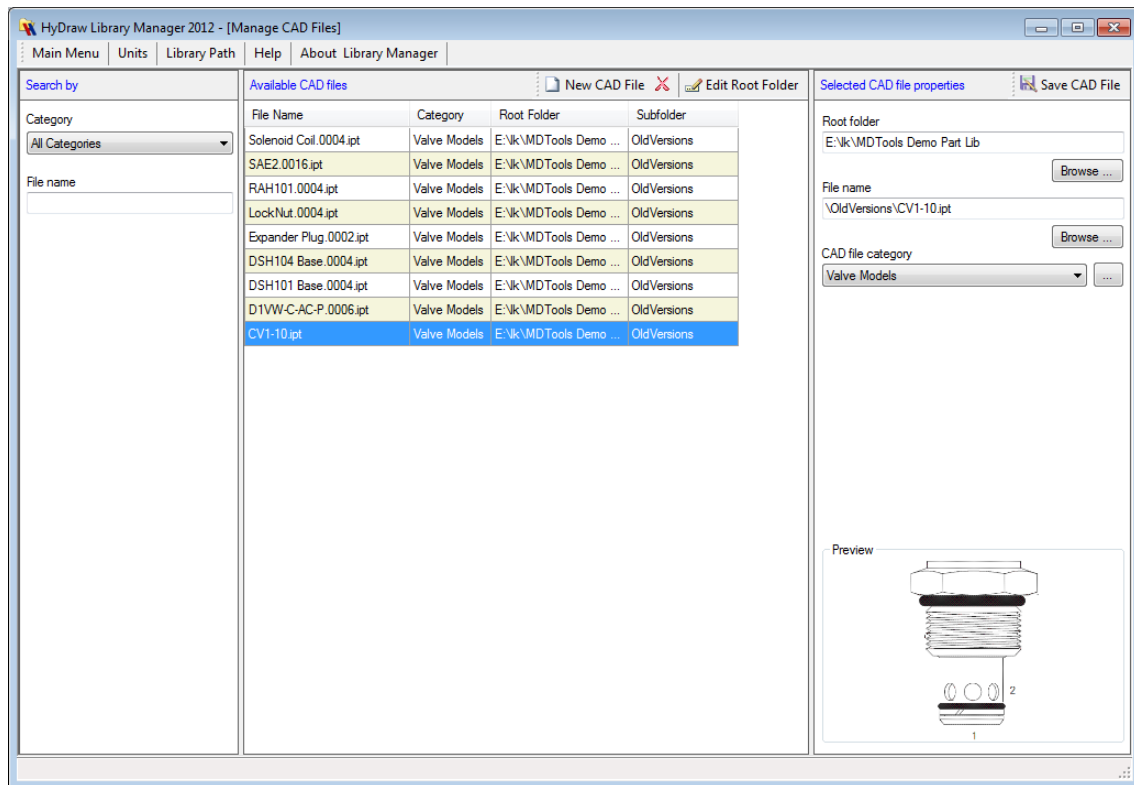 HyDraw Library Manager 2012 - [Manage CAD Files]
Main Menu Units Library Path Help About Library Manager
Search by
Category
All Categories
File name
Available CAD files New CAD File Edit Root Folder
File Name Category Root Folder Subfolder
Solenoid Coil.0004.ipt Valve Models E:\lk\MDTools Demo ... OldVersions
SAE2.0016.ipt Valve Models E:\lk\MDTools Demo ... OldVersions
RAH101.0004.ipt Valve Models E:\lk\MDTools Demo ... OldVersions
LockNut.0004.ipt Valve Models E:\lk\MDTools Demo ... OldVersions
Expander Plug.0002.ipt Valve Models E:\lk\MDTools Demo ... OldVersions
DSH104 Base.0004.ipt Valve Models E:\lk\MDTools Demo ... OldVersions
DSH101 Base.0004.ipt Valve Models E:\lk\MDTools Demo ... OldVersions
D1VW-C-AC-P.0006.ipt Valve Models E:\lk\MDTools Demo ... OldVersions
CV1-10.ipt Valve Models E:\lk\MDTools Demo ... OldVersions
Selected CAD file properties Save CAD File
Root folder
E:\lk\MDTools Demo Part Lib
Browse ...
File name
\OldVersions\CV1-10.ipt
Browse ...
CAD file category
Valve Models ...
Preview
2
1